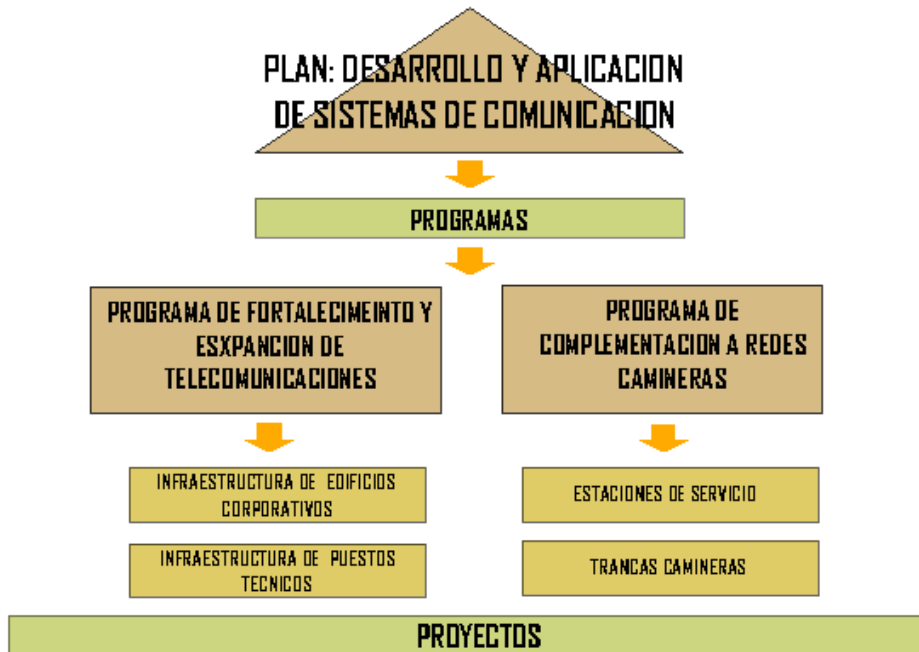 PLAN: DESARROLLO Y APLICACION
DE SISTEMAS DE COMUNICACION
PROGRAMAS
PROGRAMA DE FORTALECIMEINTO Y
ESXPANCION DE
TELECOMUNICACIONES
PROGRAMA DE
COMPLEMENTACION A REDES
CAMINERAS
INFRAESTRUCTURA DE EDIFICIOS
CORPORATIVOS
ESTACIONES DE SERVICIO
INFRAESTRUCTURA DE PUESTOS
TECNICOS
TRANCAS CAMINERAS
PROYECTOS